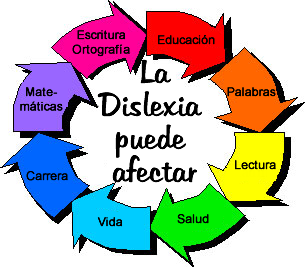 La
Dislexia
puede
afectar
Educación
Palabras
Lectura
Salud
Vida
Carrera
Mate-
máticas
Escritura
Ortografía